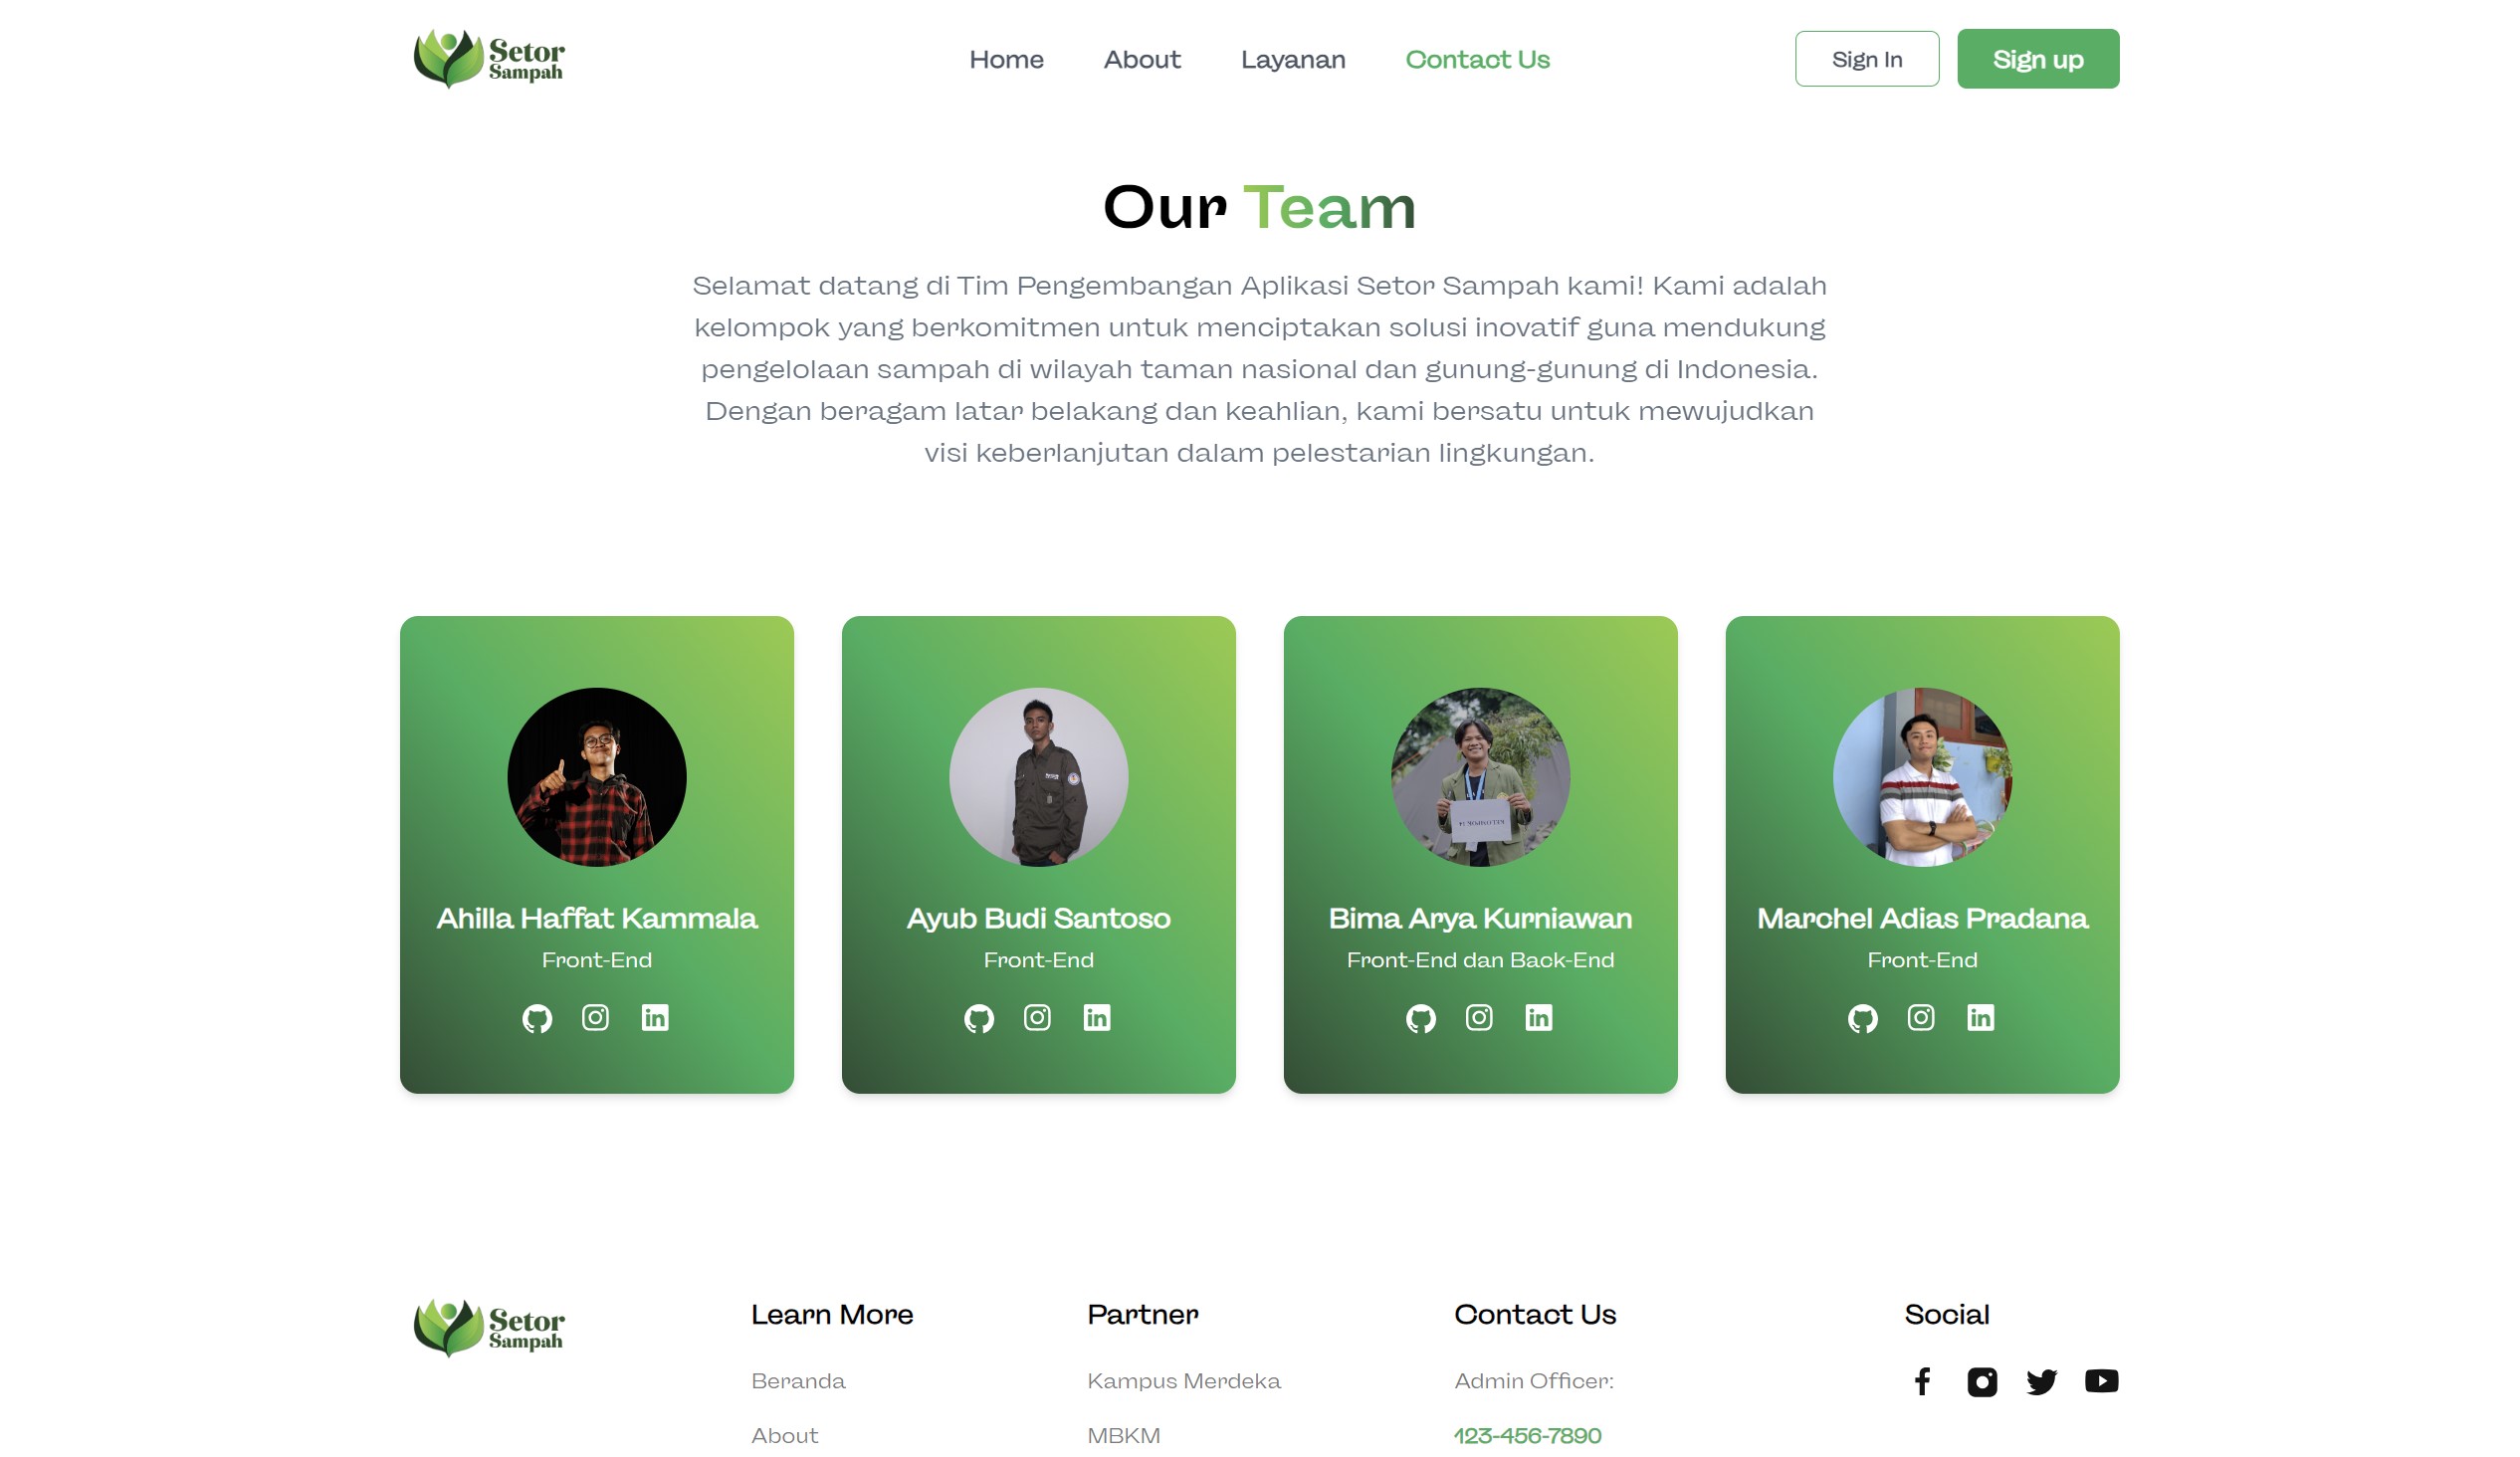 Setor
Sampah
Home
About
Layanan
Contact Us
Sign In
Sign up
Our Team
Selamat datang di Tim Pengembangan Aplikasi Setor Sampah kami! Kami adalah
kelompok yang berkomitmen untuk menciptakan solusi inovatif guna mendukung
pengelolaan sampah di wilayah taman nasional dan gunung-gunung di Indonesia.
Dengan beragam latar belakang dan keahlian, kami bersatu untuk mewujudkan
visi keberlanjutan dalam pelestarian lingkungan.
KELOMPOK 14
Ahilla Haffat Kammala
Front-End
Ayub Budi Santoso
Front-End
Bima Arya Kurniawan
Front-End dan Back-End
Marchel Adias Pradana
Front-End
Setor
Sampah
Learn More
Beranda
About
Partner
Kampus Merdeka
MBKM
Contact Us
Admin Officer:
123-456-7890
Social